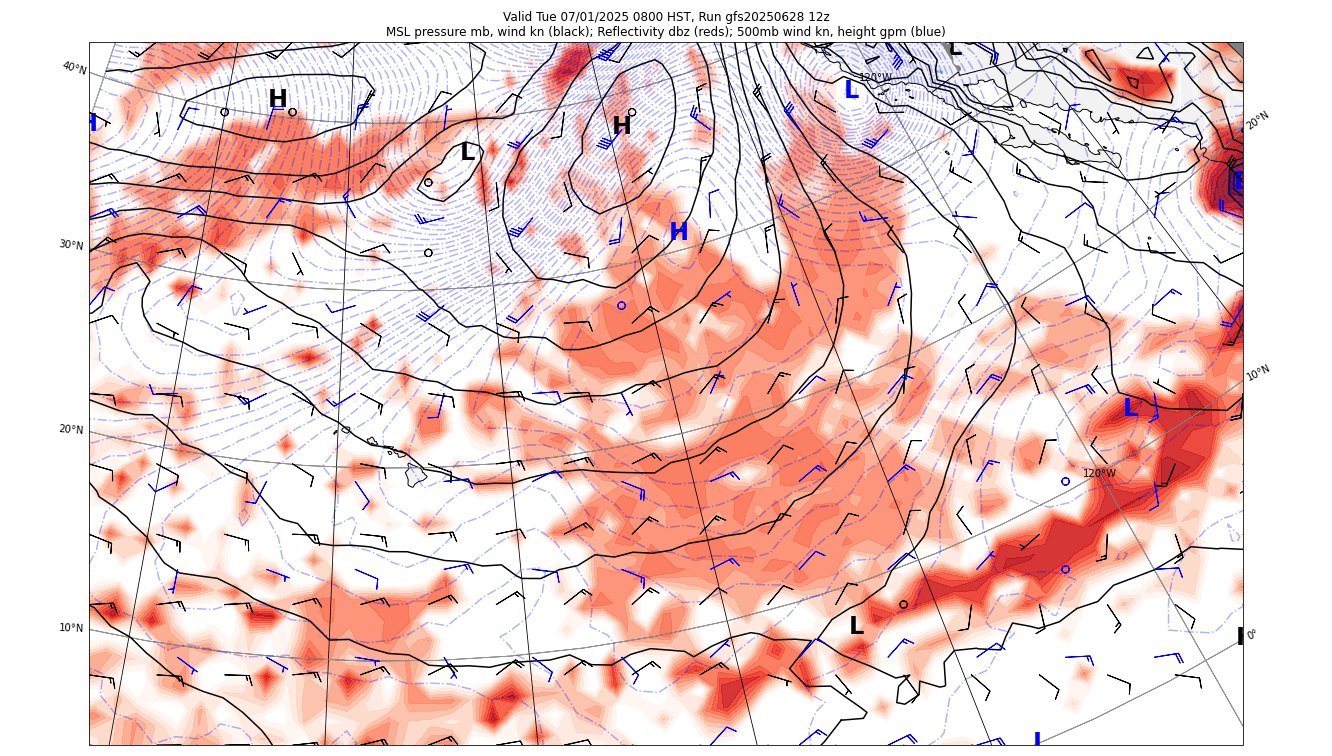 Valid Tue 07/01/2025 0800 HST, Run gfs20250628 12z
MSL pressure mb, wind kn (black); Reflectivity dbz (reds); 500mb wind kn, height gpm (blue)
L
40°N
120°W
L
H
H
H
20°N
L
L
H
30°N
10°N
L
20°N
120°W
10°N
L
0°
L